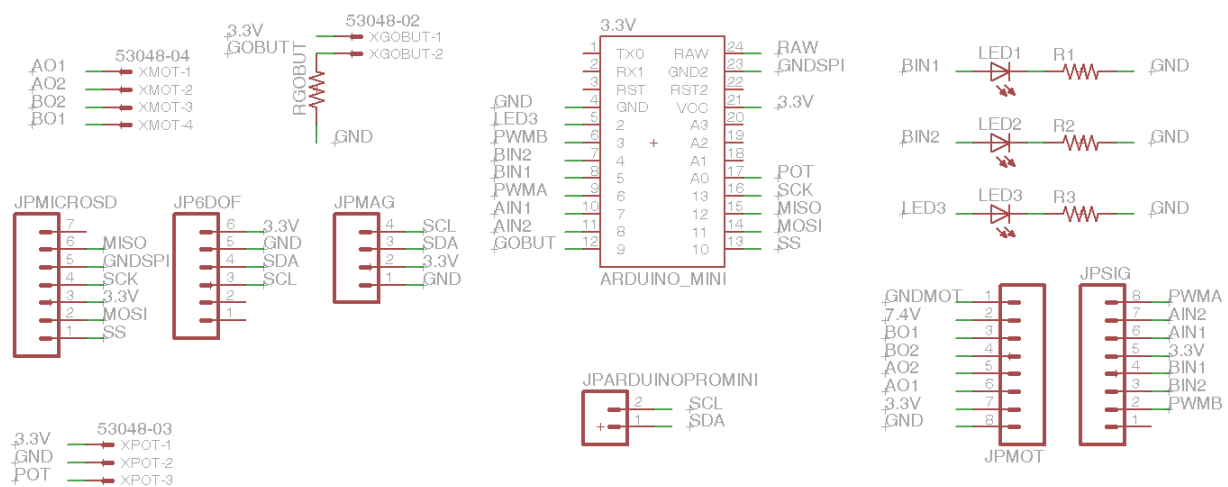 53048-04
AO1 XMOT-1
AO2 XMOT-2
BO2 XMOT-3
BO1 XMOT-4
53048-02
3.3V XGOBUT-1
GOBUT XGOBUT-2
RGOBUT
GND
3.3V
1 TX0 RAW 24 RAW
2 RX1 GND2 23 GNDSPI
3 RST RST2 22
GND 4 GND VCC 21 3.3V
LED3 5 2 A3 20
PWMB 6 3 A2 19
BIN2 7 4 A1 18
BIN1 8 5 A0 17 POT
PWMA 9 6 13 16 SCK
AIN1 10 7 12 15 MISO
AIN2 11 8 11 14 MOSI
GOBUT 12 9 10 13 SS
ARDUINO_MINI
LED1 R1
BIN1 GND
LED2 R2
BIN2 GND
LED3 R3
LED3 GND
JPMICROSD
7
6 MISO
5 GNDSPI
4 SCK
3 3.3V
2 MOSI
1 SS
JP6DOF
6 3.3V
5 GND
4 SDA
3 SCL
2
1
JPMAG
4 SCL
3 SDA
2 3.3V
1 GND
GNDMOT 1
7.4V 2
BO1 3
BO2 4
AO2 5
AO1 6
3.3V 7
GND 8
JPMOT
JPSIG
8 PWMA
7 AIN2
6 AIN1
5 3.3V
4 BIN1
3 BIN2
2 PWMB
1
JPARDUINOPROMINI
2 SCL
1 SDA
53048-03
3.3V XPOT-1
GND XPOT-2
POT XPOT-3